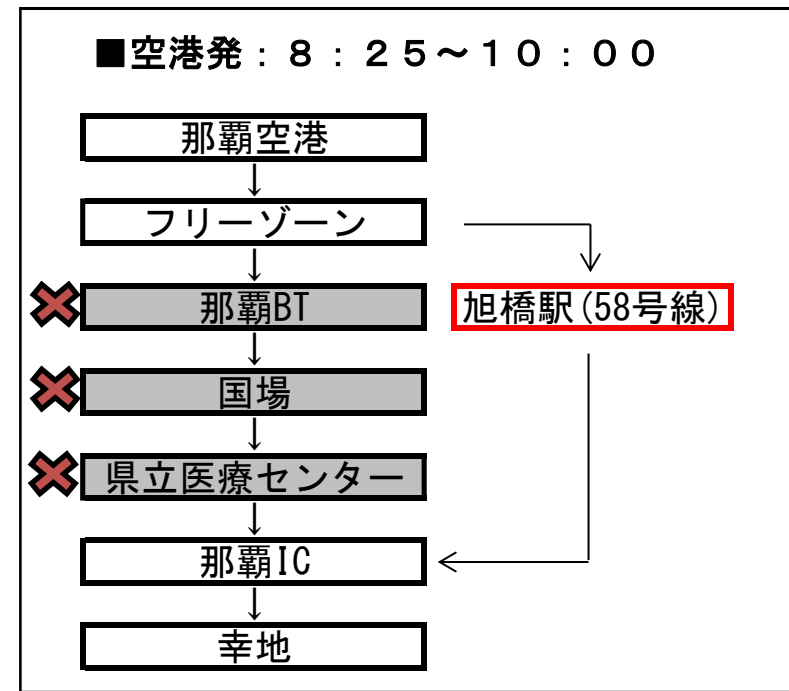 ■空港発：８：２５～１０：００
那覇空港
↓
フリーゾーン
↓
那覇BT
旭橋駅(58号線)
↓
国場
↓
県立医療センター
↓
那覇IC
↓
幸地